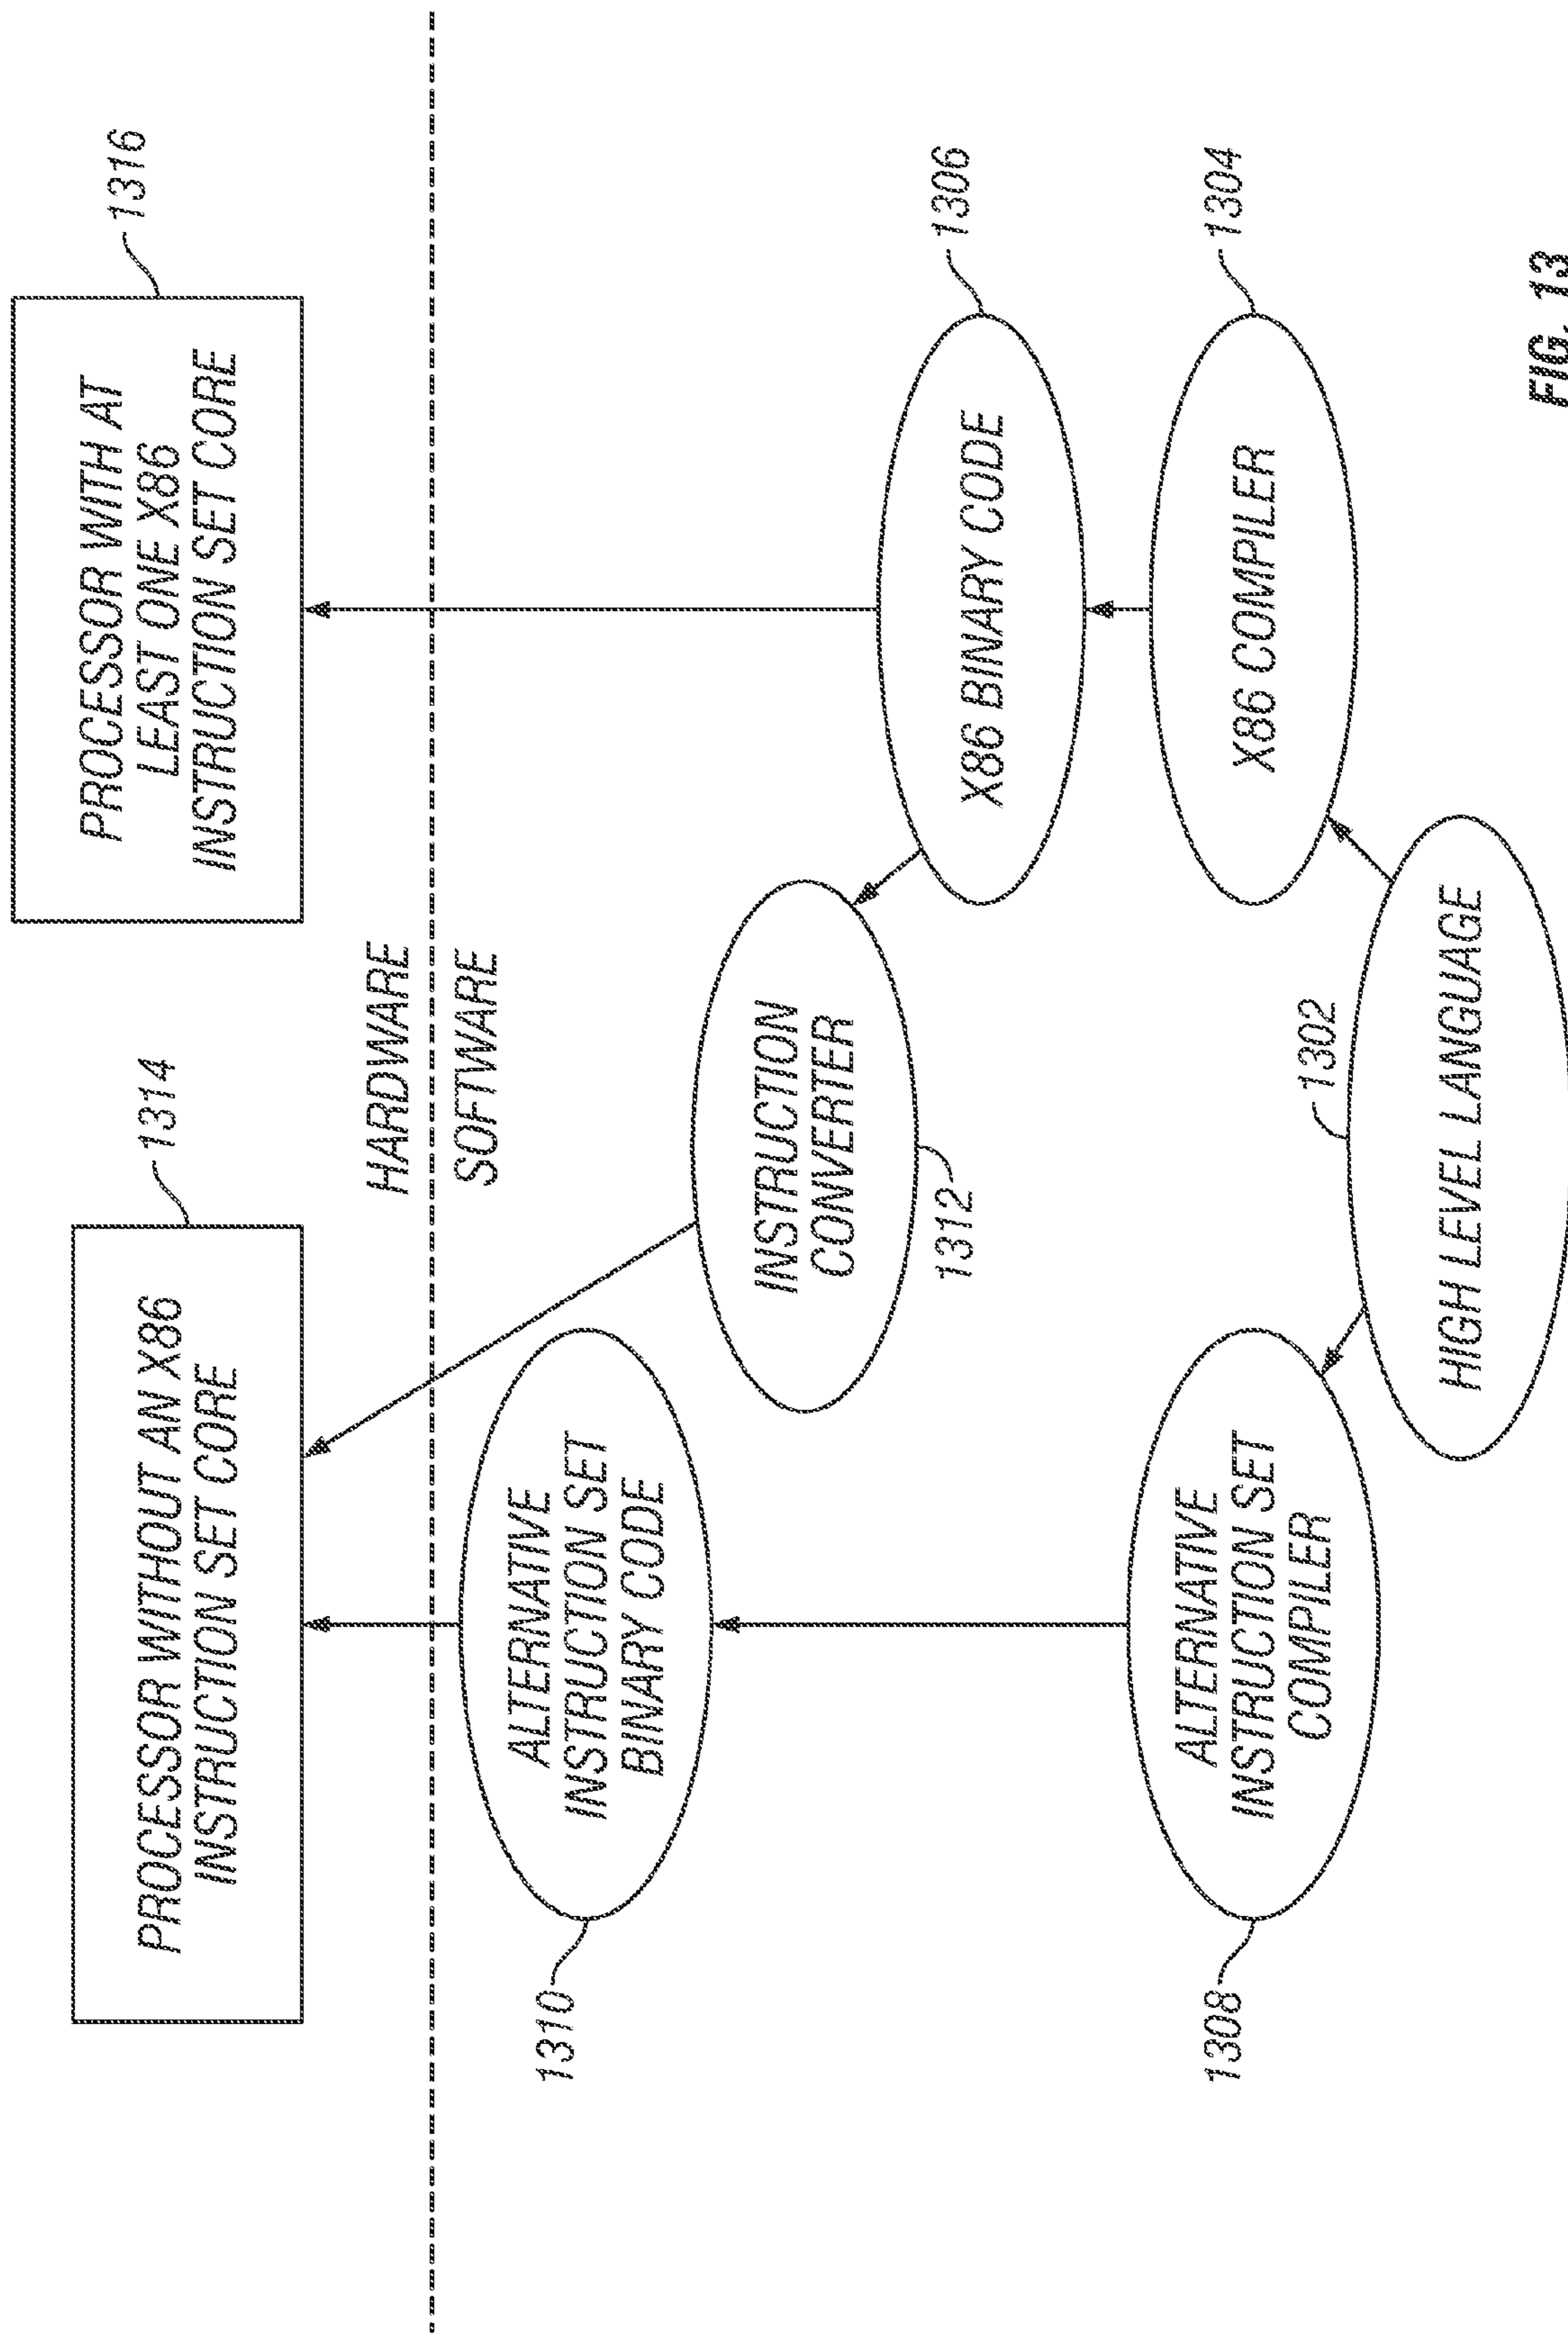 PROCESSOR WITHOUT AN X86
INSTRUCTION SET CORE
1314
PROCESSOR WITH AT
LEAST ONE X86
INSTRUCTION SET CORE
1316
HARDWARE
SOFTWARE
1310
ALTERNATIVE
INSTRUCTION SET
BINARY CODE
INSTRUCTION
CONVERTER
1312
X86 BINARY CODE
1306
1308
ALTERNATIVE
INSTRUCTION SET
COMPILER
X86 COMPILER
1304
1302
HIGH LEVEL LANGUAGE
FIG. 13